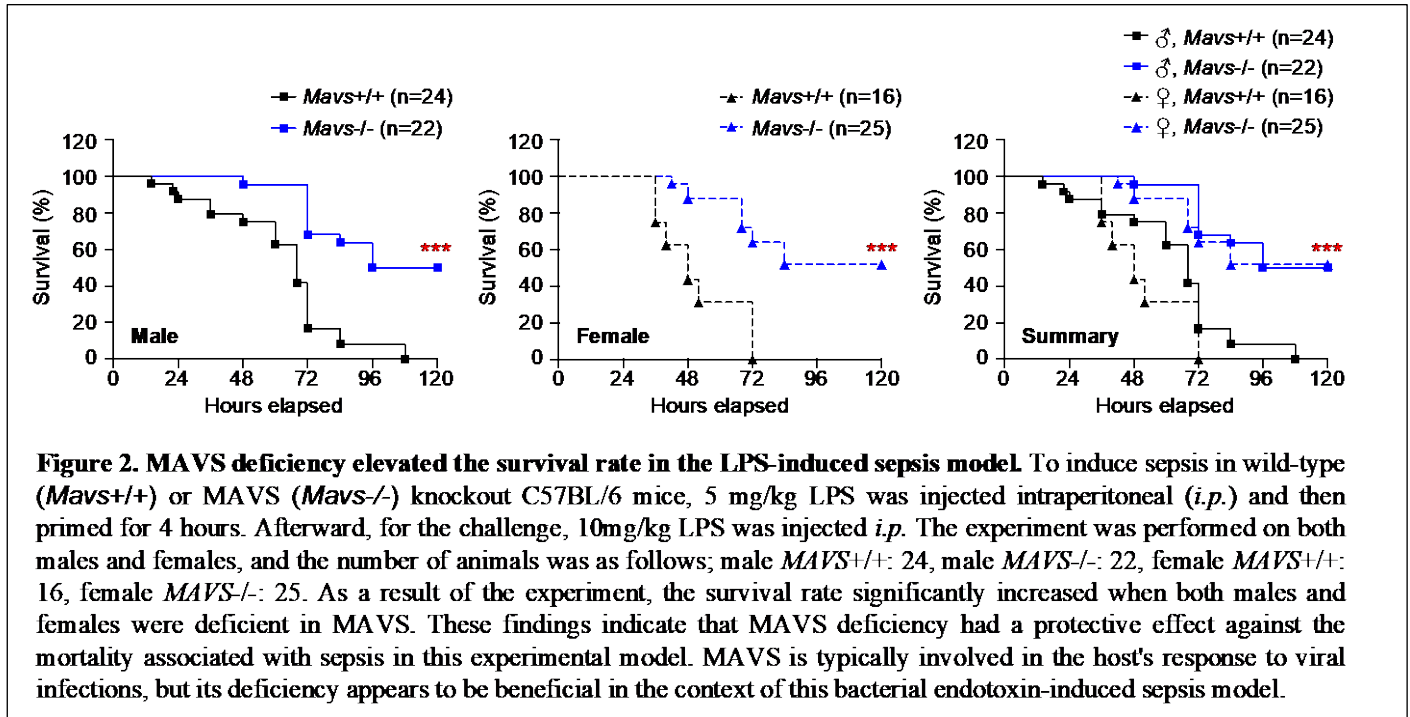 ♂, Mavs+/+ (n=24)
♂, Mavs-/- (n=22)
♀, Mavs+/+ (n=16)
♀, Mavs-/- (n=25)
Mavs+/+ (n=24)
Mavs-/- (n=22)
Mavs+/+ (n=16)
Mavs-/- (n=25)
Survival (%)
120
100
80
60
40
20
0
***
Male
0 24 48 72 96 120
Hours elapsed
Survival (%)
120
100
80
60
40
20
0
***
Female
0 24 48 72 96 120
Hours elapsed
Survival (%)
120
100
80
60
40
20
0
***
Summary
0 24 48 72 96 120
Hours elapsed
Figure 2. MAVS deficiency elevated the survival rate in the LPS-induced sepsis model. To induce sepsis in wild-type
(Mavs+/+) or MAVS (Mavs-/-) knockout C57BL/6 mice, 5 mg/kg LPS was injected intraperitoneal (i.p.) and then
primed for 4 hours. Afterward, for the challenge, 10mg/kg LPS was injected i.p. The experiment was performed on both
males and females, and the number of animals was as follows; male MAVS+/+: 24, male MAVS-/-: 22, female MAVS+/+:
16, female MAVS-/-: 25. As a result of the experiment, the survival rate significantly increased when both males and
females were deficient in MAVS. These findings indicate that MAVS deficiency had a protective effect against the
mortality associated with sepsis in this experimental model. MAVS is typically involved in the host's response to viral
infections, but its deficiency appears to be beneficial in the context of this bacterial endotoxin-induced sepsis model.